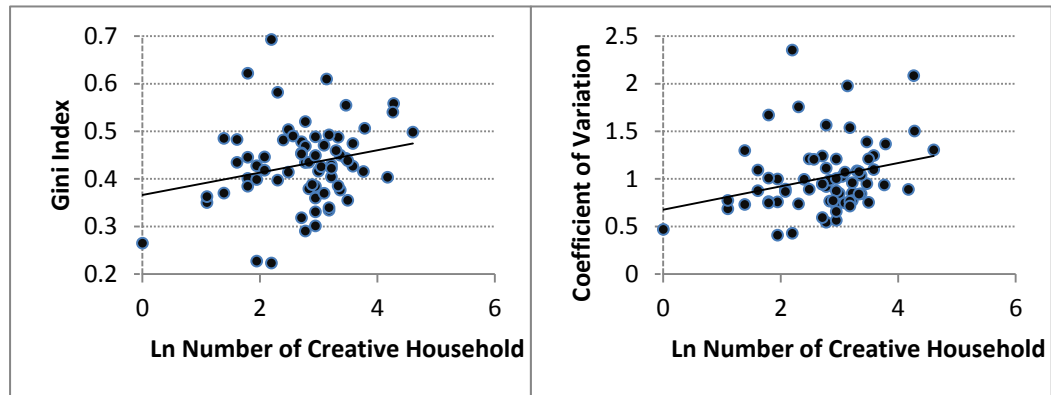 0.7
0.6
0.5
0.4
0.3
0.2
Gini Index
0 2 4 6
Ln Number of Creative Household
2.5
2
1.5
1
0.5
0
Coefficient of Variation
0 2 4 6
Ln Number of Creative Household